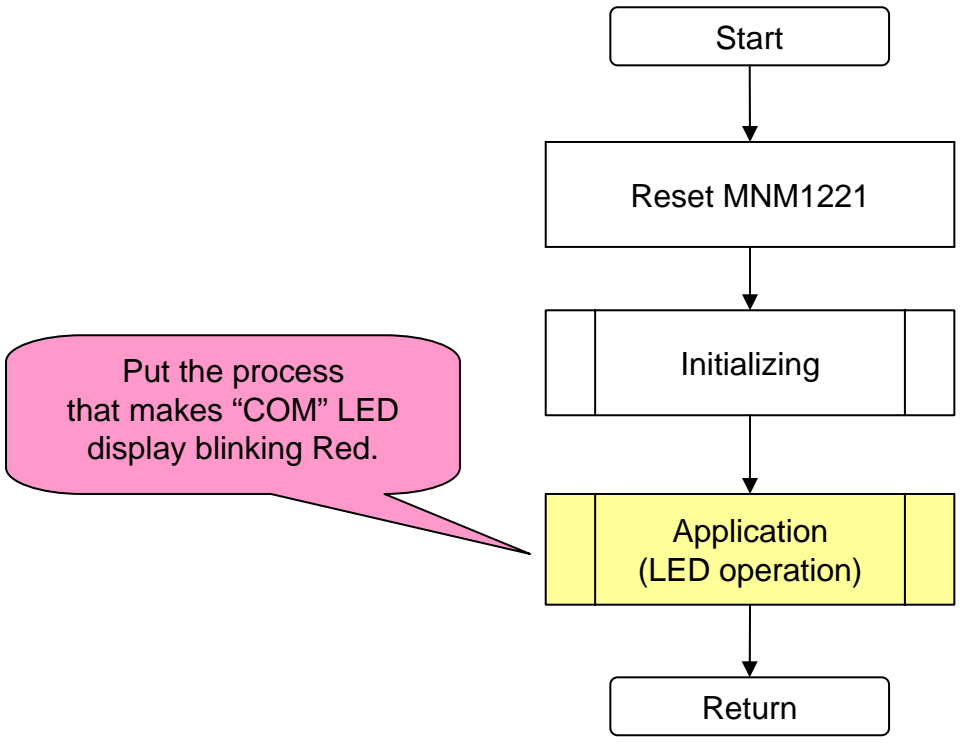 Start
Reset MNM1221
Initializing
Put the process
that makes “COM” LED
display blinking Red.
Application
(LED operation)
Return